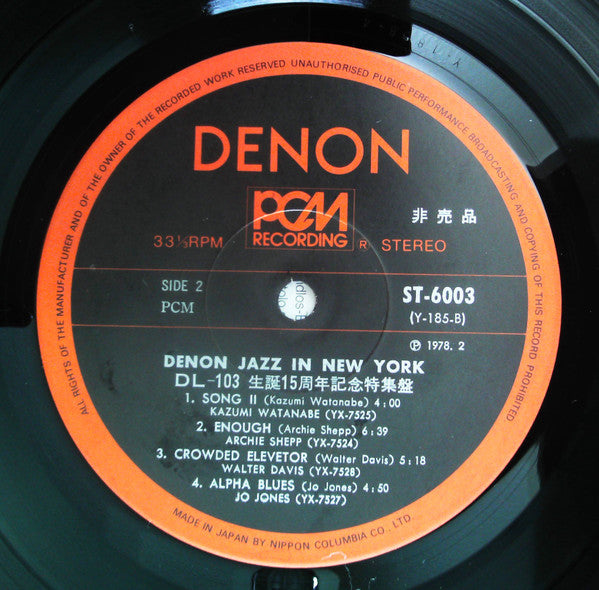 ALL RIGHTS OF THE MANUFACTURER AND OF THE OWNER OF THE RECORDED WORK RESERVED UNAUTHORISED PUBLIC PERFORMANCE BROADCASTING AND COPYING OF THIS RECORD PROHIBITED
DENON
PCM
RECORDING
R
非売品
33⅓RPM
STEREO
SIDE 2
PCM
ST-6003
(Y-185-B)
Ⓟ 1978. 2
DENON JAZZ IN NEW YORK
DL-103 生誕15周年記念特集盤
1. SONG II (Kazumi Watanabe) 4:00
KAZUMI WATANABE (YX-7525)
2. ENOUGH (Archie Shepp) 6:39
ARCHIE SHEPP (YX-7524)
3. CROWDED ELEVETOR (Walter Davis) 5:18
WALTER DAVIS (YX-7528)
4. ALPHA BLUES (Jo Jones) 4:50
JO JONES (YX-7527)
MADE IN JAPAN BY NIPPON COLUMBIA CO., LTD.